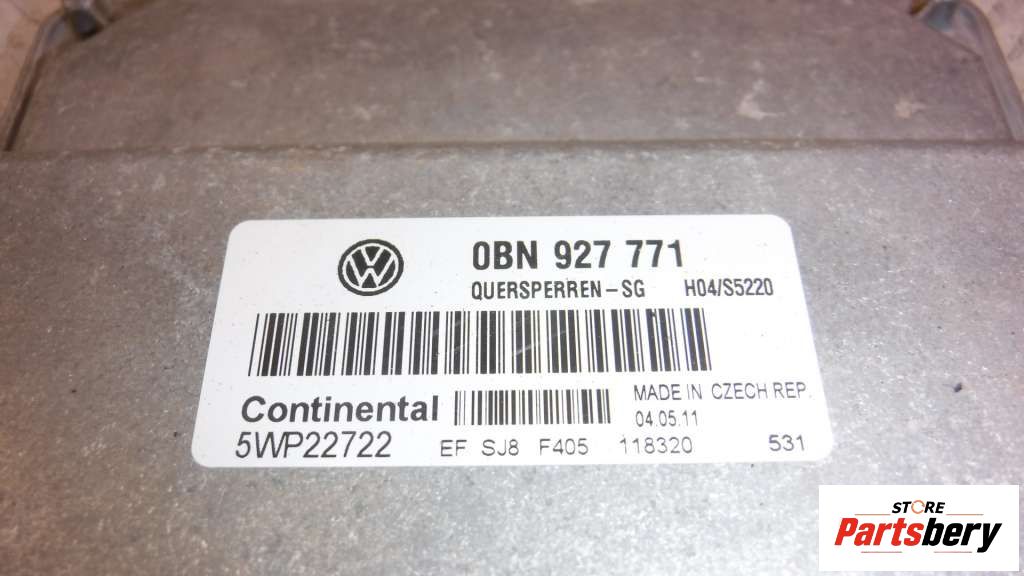 0BN 927 771
QUERSPERREN-SG H04/S5220
Continental
MADE IN CZECH REP.
04.05.11
5WP22722 EF SJ8 F405 118320 531
STORE
Partsbery